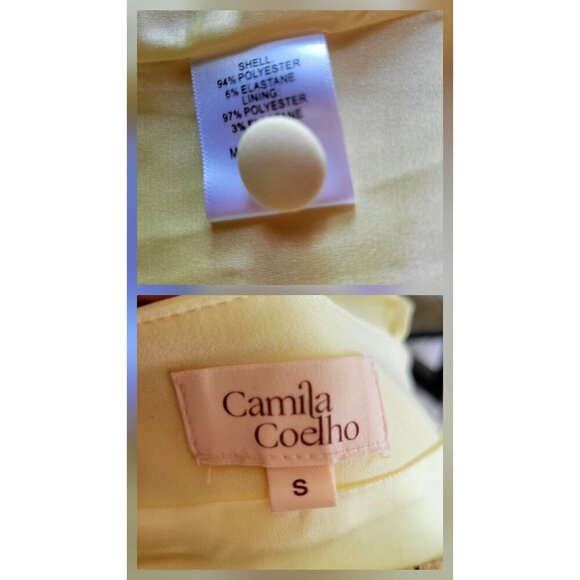 SHELL
94% POLYESTER
6% ELASTANE
LINING
97% POLYESTER
3%
Camila
Coelho
S